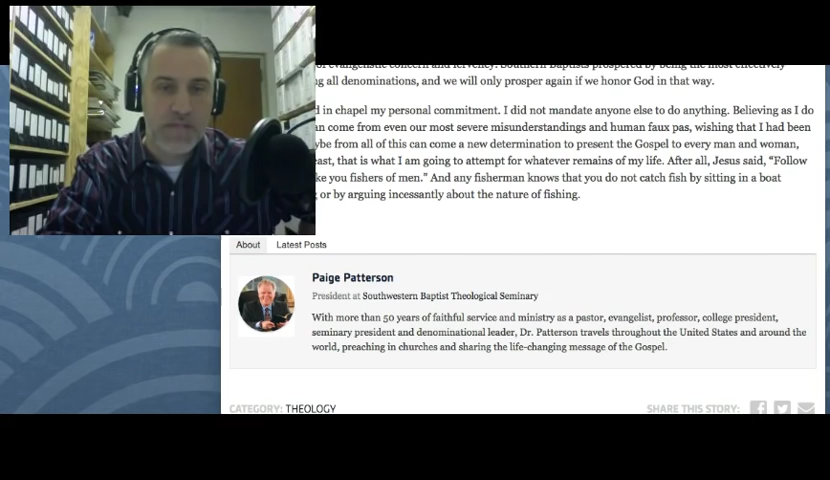 of evangelistic concern and fervency. Southern Baptists prospered by being the most effectively
ng all denominations, and we will only prosper again if we honor God in that way.
d in chapel my personal commitment. I did not mandate anyone else to do anything. Believing as I do
an come from even our most severe misunderstandings and human faux pas, wishing that I had been
ybe from all of this can come a new determination to present the Gospel to every man and woman,
east, that is what I am going to attempt for whatever remains of my life. After all, Jesus said, “Follow
ke you fishers of men.” And any fisherman knows that you do not catch fish by sitting in a boat
, or by arguing incessantly about the nature of fishing.
About Latest Posts
Paige Patterson
President at Southwestern Baptist Theological Seminary
With more than 50 years of faithful service and ministry as a pastor, evangelist, professor, college president,
seminary president and denominational leader, Dr. Patterson travels throughout the United States and around the
world, preaching in churches and sharing the life-changing message of the Gospel.
CATEGORY: THEOLOGY SHARE THIS STORY: